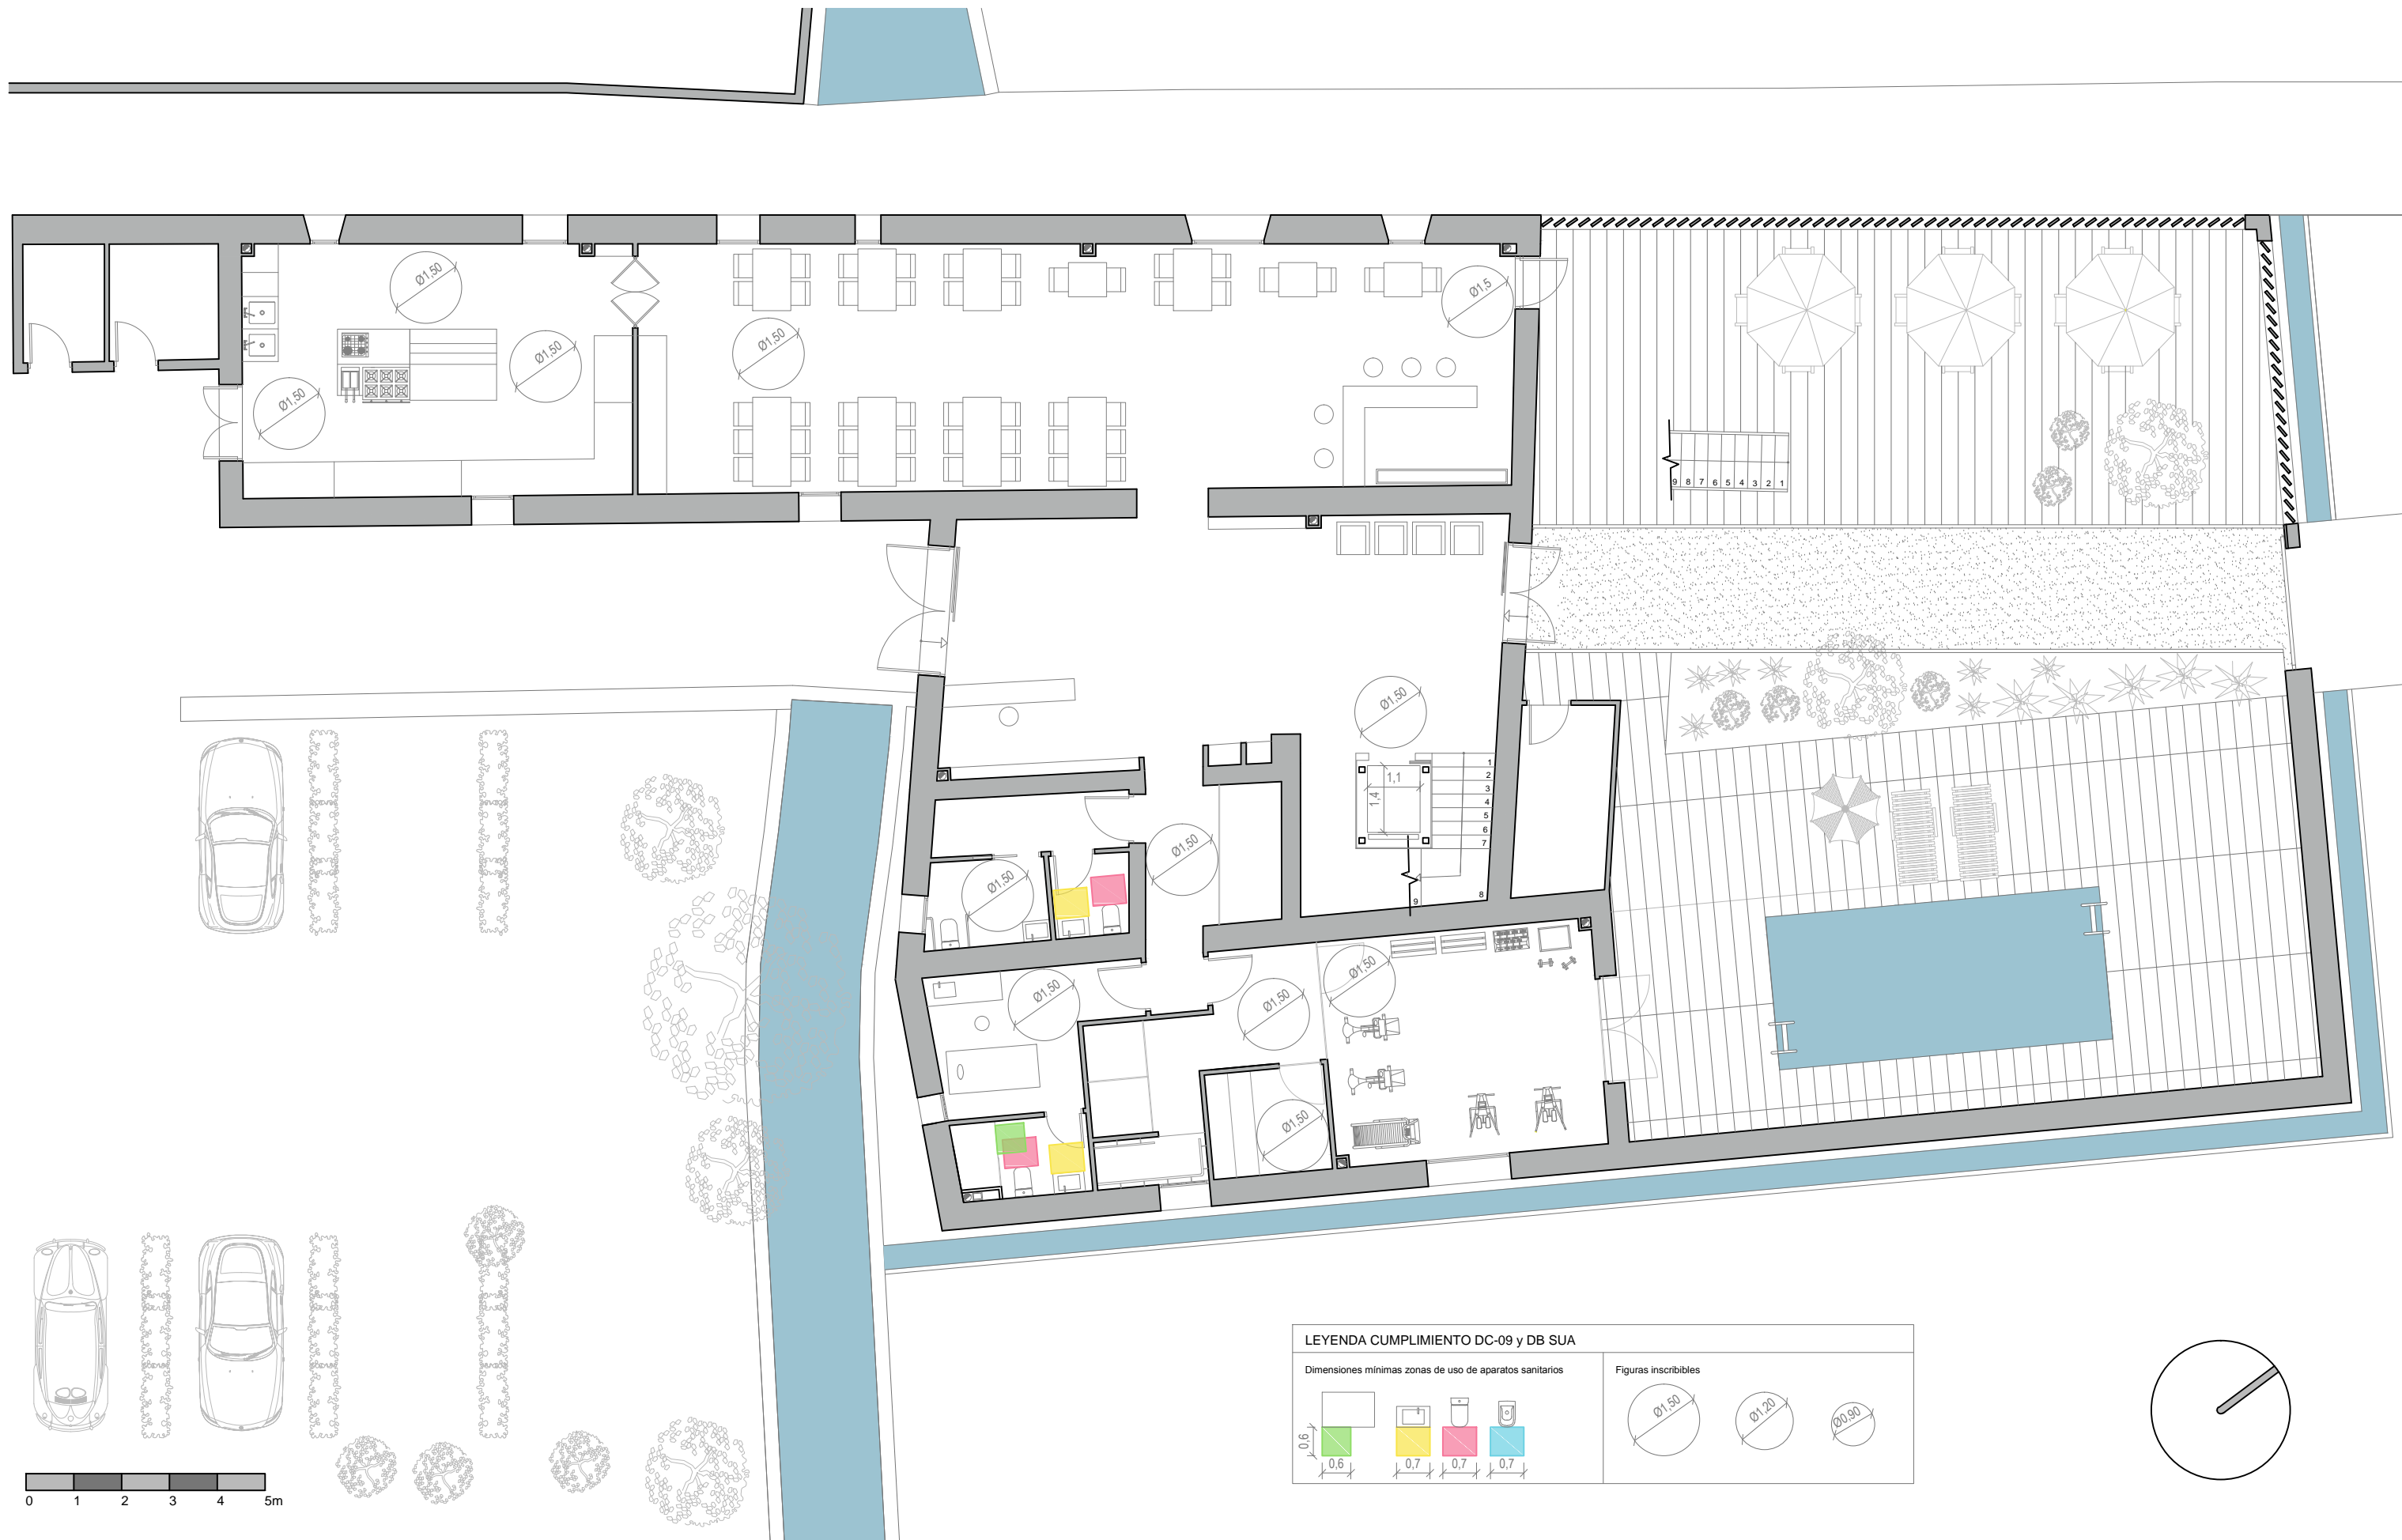 Ø1,50
Ø1,5
Ø1,50
Ø1,50
Ø1,50
9 8 7 6 5 4 3 2 1
Ø1,50
1,1
1,4
1
2
3
4
5
6
7
8
9
Ø1,50
Ø1,50
Ø1,50
Ø1,50
Ø1,50
Ø1,50
LEYENDA CUMPLIMIENTO DC-09 y DB SUA
Dimensiones mínimas zonas de uso de aparatos sanitarios
0,6
0,6
0,7
0,7
0,7
Figuras inscribibles
Ø1,50
Ø1,20
Ø0,90
0 1 2 3 4 5m